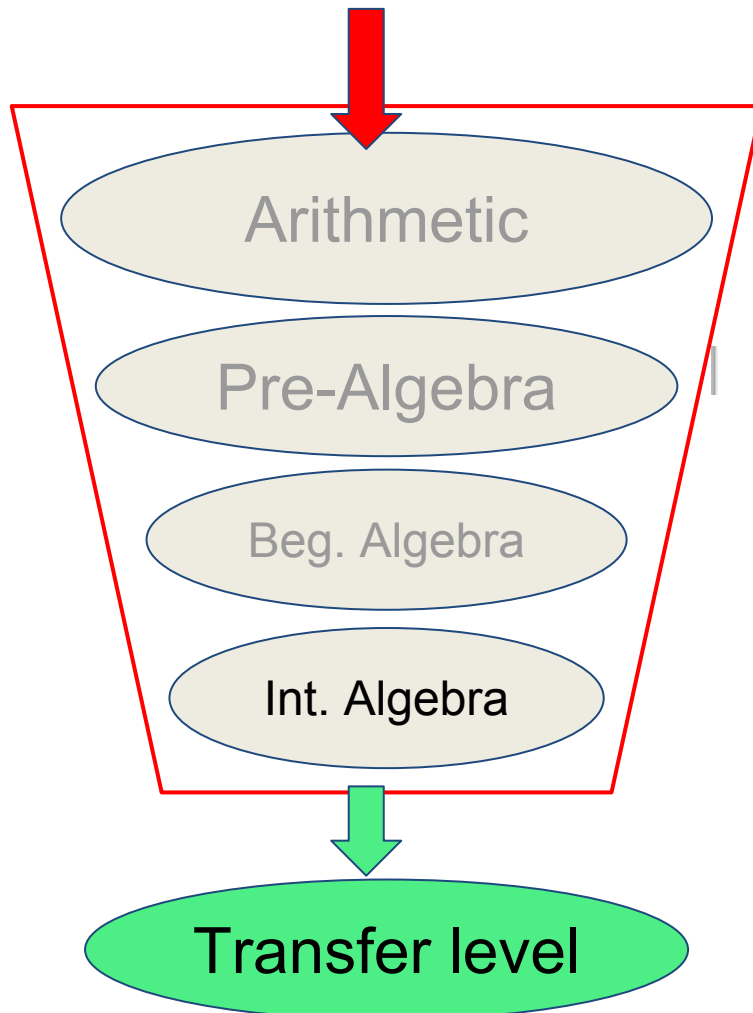 Arithmetic
Pre-Algebra
Beg. Algebra
Int. Algebra
Transfer level